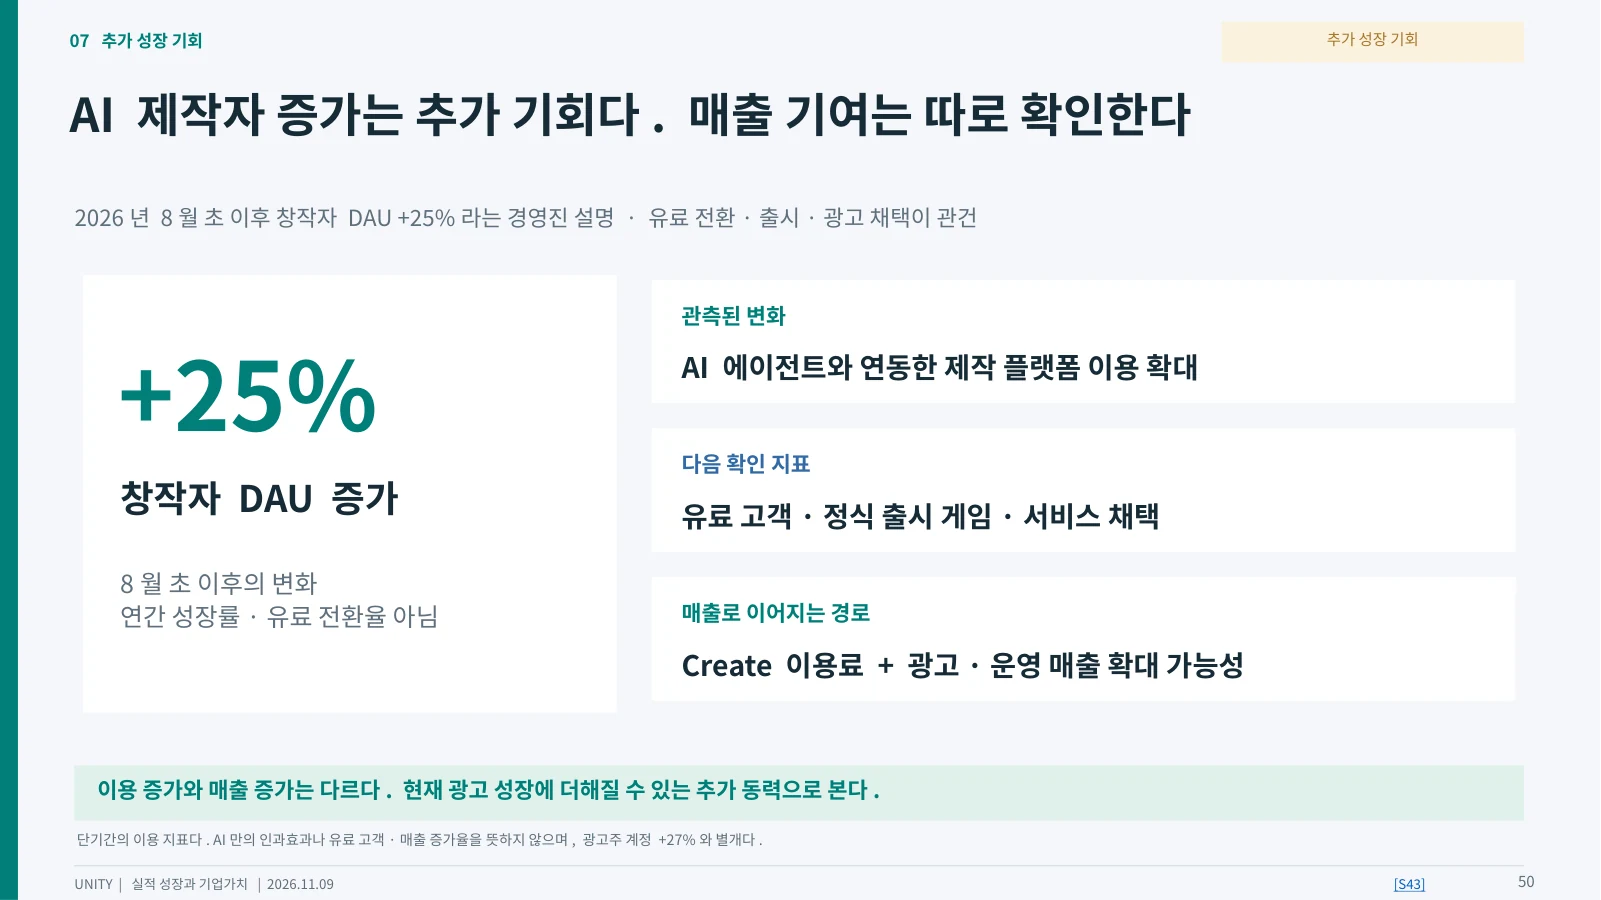 07 추가 성장 기회
추가 성장 기회
AI 제작자 증가는 추가 기회다 . 매출 기여는 따로 확인한다
2026 년 8 월 초 이후 창작자 DAU +25% 라는 경영진 설명 · 유료 전환 · 출시 · 광고 채택이 관건
+25%
창작자 DAU 증가
8 월 초 이후의 변화
연간 성장률 · 유료 전환율 아님
관측된 변화
AI 에이전트와 연동한 제작 플랫폼 이용 확대
다음 확인 지표
유료 고객 · 정식 출시 게임 · 서비스 채택
매출로 이어지는 경로
Create 이용료 + 광고 · 운영 매출 확대 가능성
이용 증가와 매출 증가는 다르다 . 현재 광고 성장에 더해질 수 있는 추가 동력으로 본다 .
단기간의 이용 지표다 . AI 만의 인과효과나 유료 고객 · 매출 증가율을 뜻하지 않으며 , 광고주 계정 +27% 와 별개다 .
UNITY | 실적 성장과 기업가치 | 2026.11.09
[S43]
50